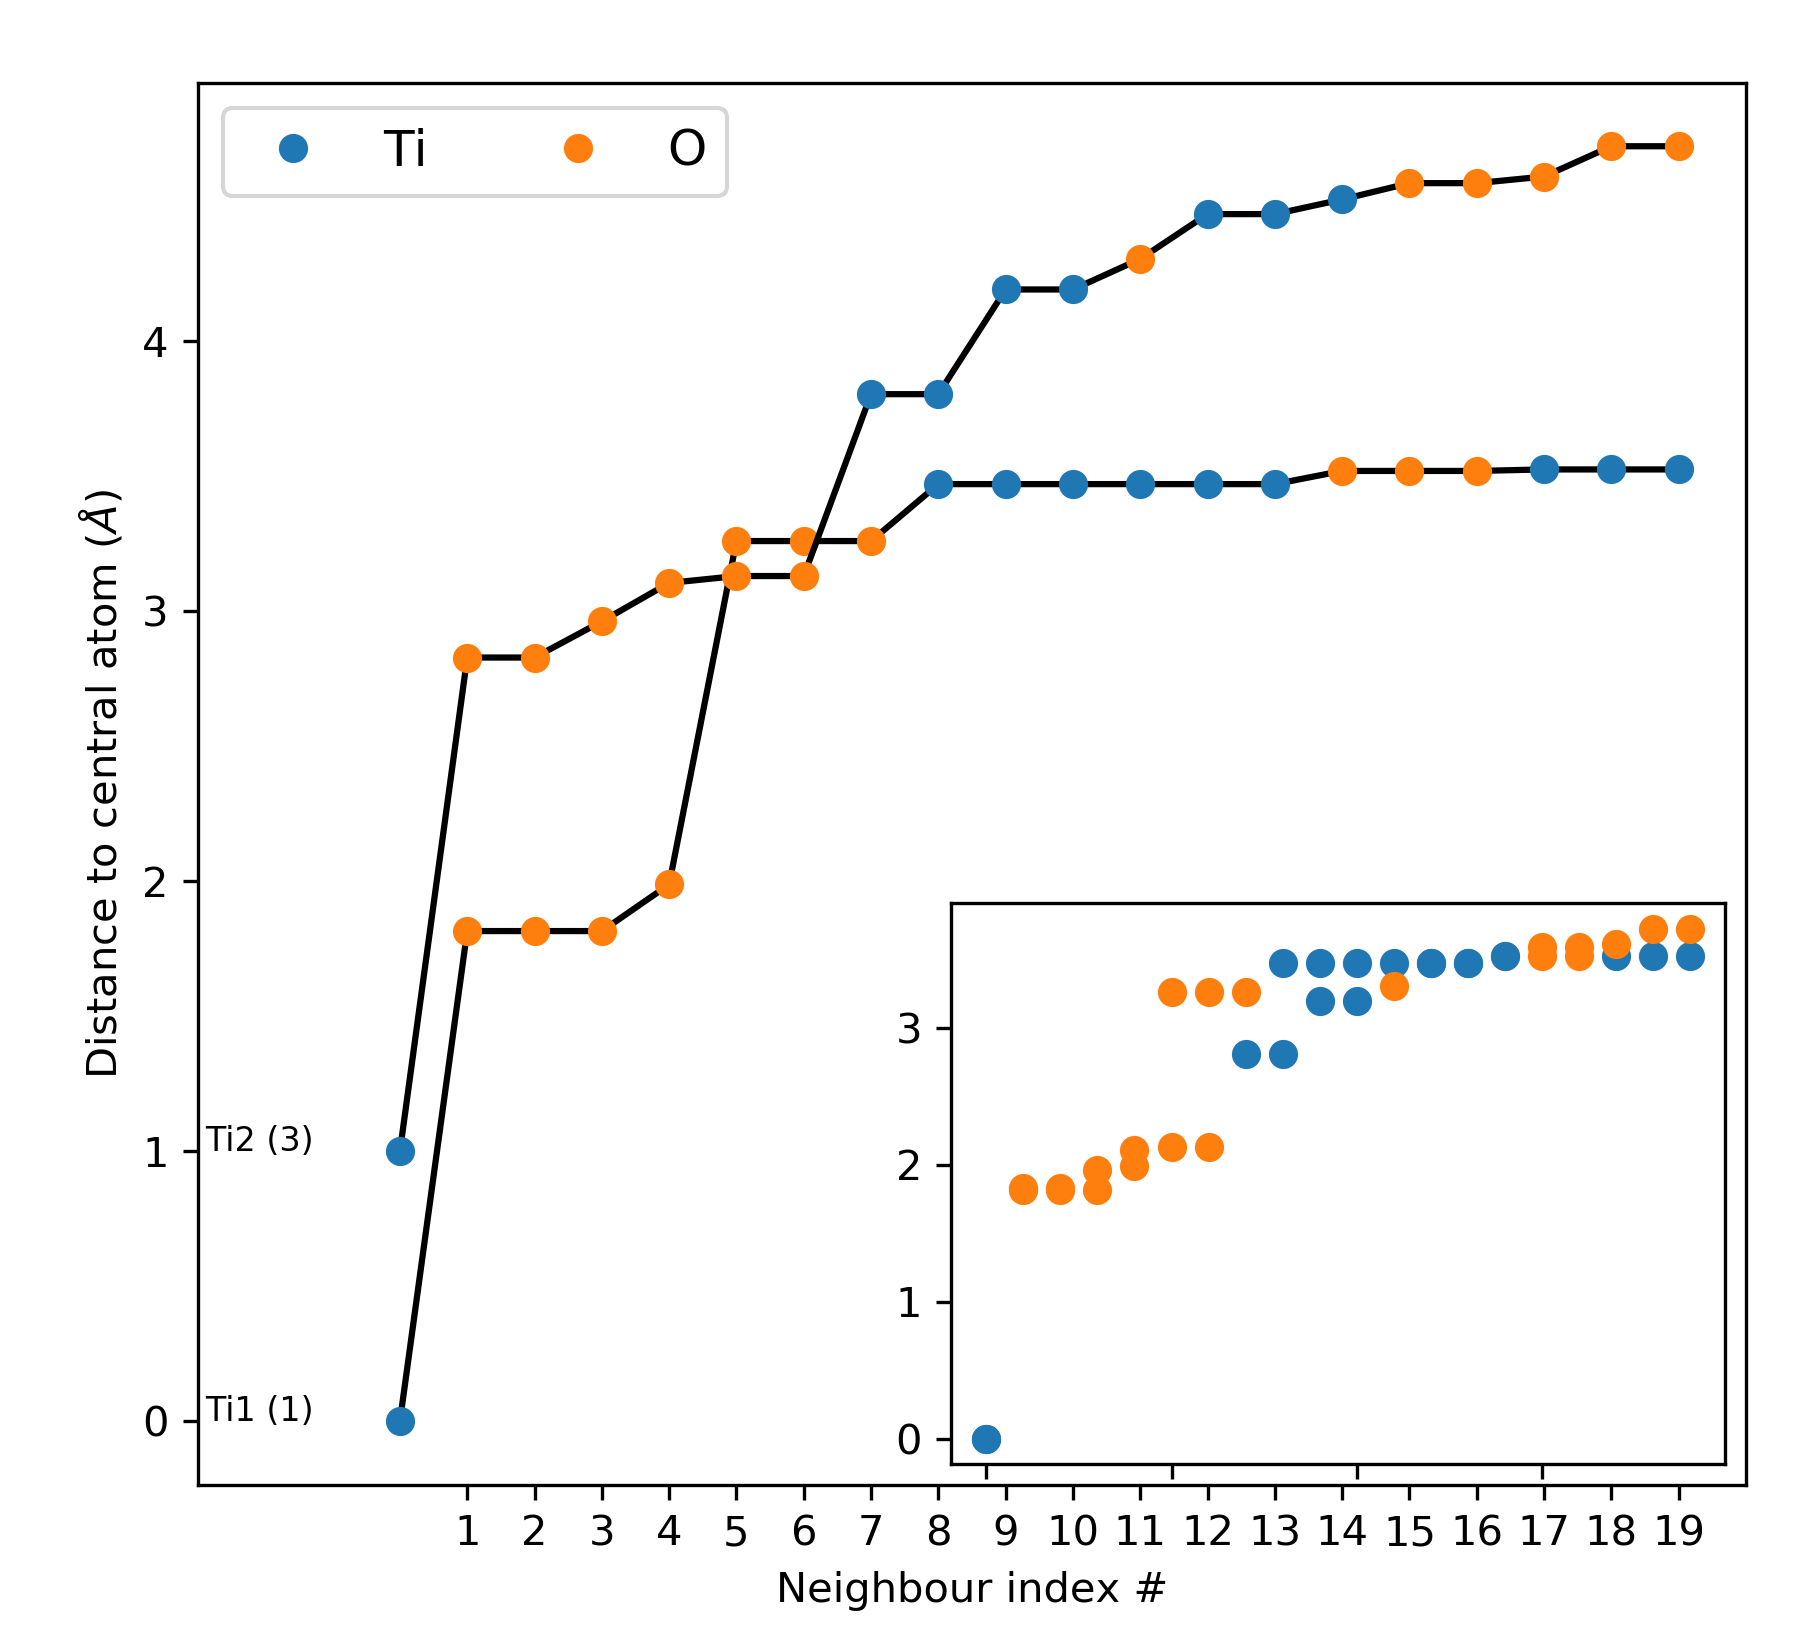 Ti O
Distance to central atom (Å)
4
3
2
1
0
Ti2 (3)
Ti1 (1)
3
2
1
0
1 2 3 4 5 6 7 8 9 10 11 12 13 14 15 16 17 18 19
Neighbour index #